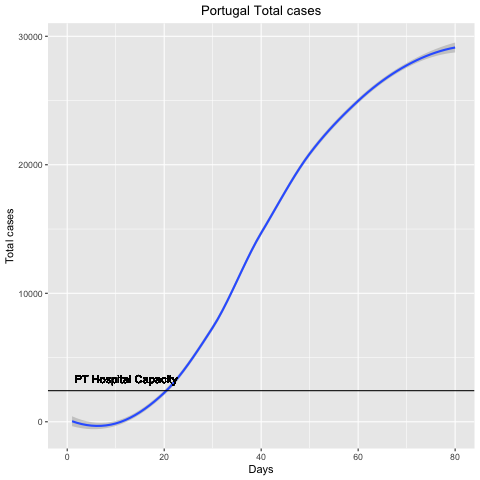 Portugal Total cases
30000
20000
Total cases
10000
PT Hospital Capacity
0
0 20 40 60 80
Days